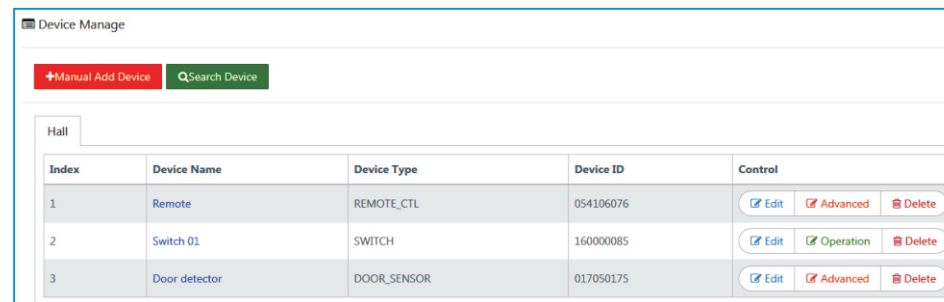 Device Manage
Manual Add Device Search Device
Hall
Index Device Name Device Type Device ID Control
1 Remote REMOTE_CTL 054106076 Edit Advanced Delete
2 Switch 01 SWITCH 160000085 Edit Operation Delete
3 Door detector DOOR_SENSOR 017050175 Edit Advanced Delete